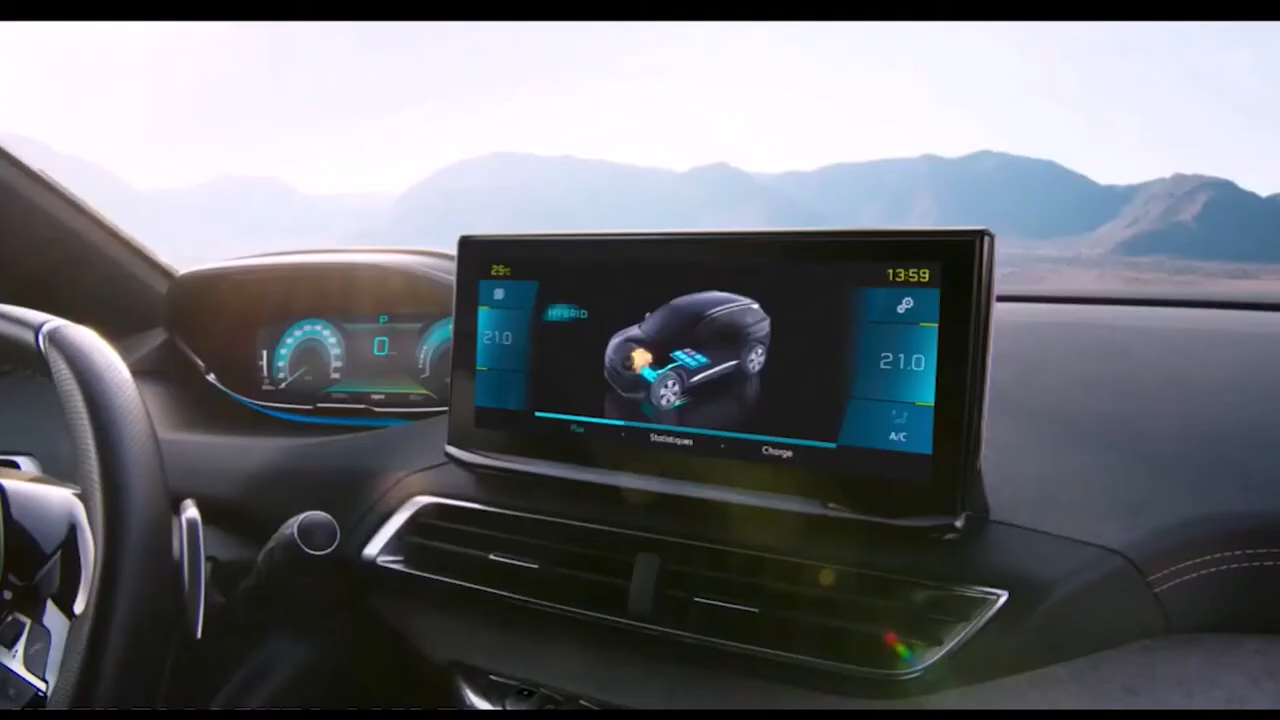 25°C
13:59
HYBRID
21.0
21.0
A/C
Flux
Statistiques
Charge
P
0